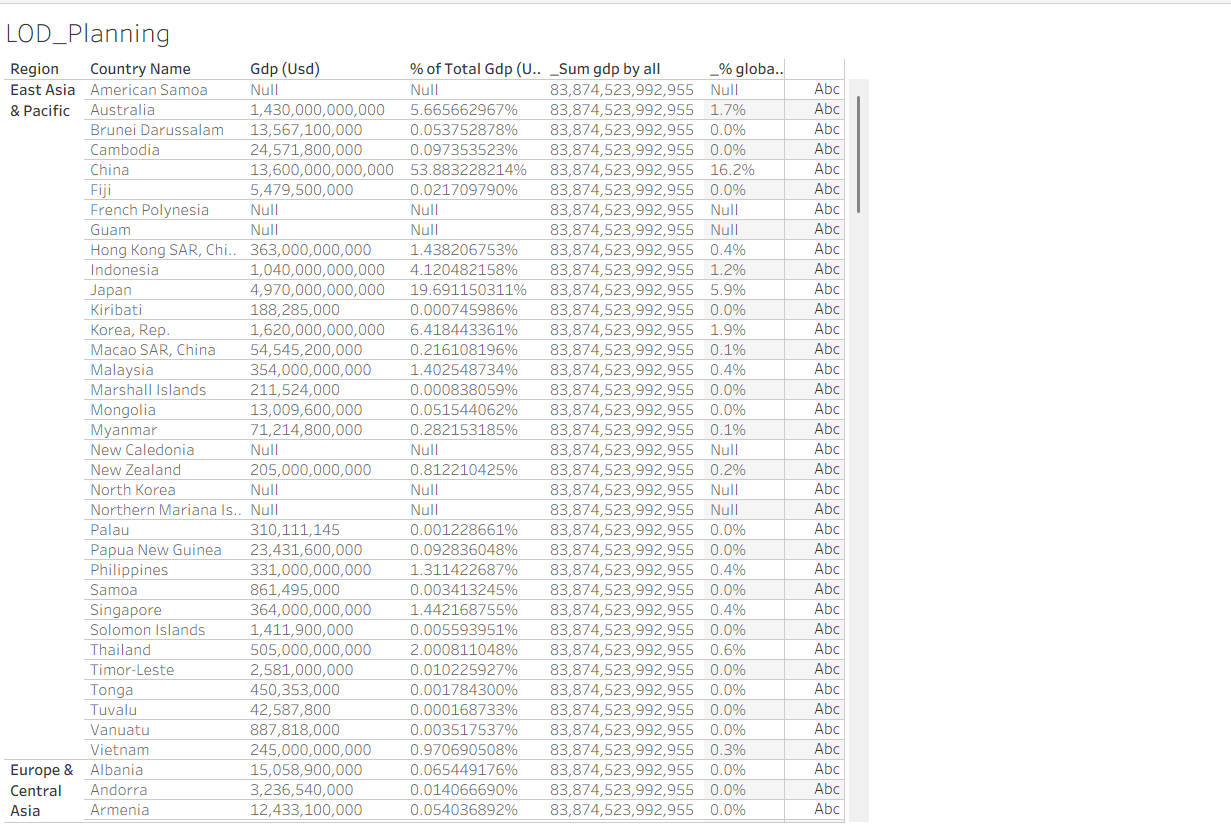 LOD_Planning
Region Country Name Gdp (Usd) % of Total Gdp (U.. _Sum gdp by all _% globa..
East Asia American Samoa Null Null 83,874,523,992,955 Null Abc
& Pacific Australia 1,430,000,000,000 5.665662967% 83,874,523,992,955 1.7% Abc
Brunei Darussalam 13,567,100,000 0.053752878% 83,874,523,992,955 0.0% Abc
Cambodia 24,571,800,000 0.097353523% 83,874,523,992,955 0.0% Abc
China 13,600,000,000,000 53.883228214% 83,874,523,992,955 16.2% Abc
Fiji 5,479,500,000 0.021709790% 83,874,523,992,955 0.0% Abc
French Polynesia Null Null 83,874,523,992,955 Null Abc
Guam Null Null 83,874,523,992,955 Null Abc
Hong Kong SAR, Chi.. 363,000,000,000 1.438206753% 83,874,523,992,955 0.4% Abc
Indonesia 1,040,000,000,000 4.120482158% 83,874,523,992,955 1.2% Abc
Japan 4,970,000,000,000 19.691150311% 83,874,523,992,955 5.9% Abc
Kiribati 188,285,000 0.000745986% 83,874,523,992,955 0.0% Abc
Korea, Rep. 1,620,000,000,000 6.418443361% 83,874,523,992,955 1.9% Abc
Macao SAR, China 54,545,200,000 0.216108196% 83,874,523,992,955 0.1% Abc
Malaysia 354,000,000,000 1.402548734% 83,874,523,992,955 0.4% Abc
Marshall Islands 211,524,000 0.000838059% 83,874,523,992,955 0.0% Abc
Mongolia 13,009,600,000 0.051544062% 83,874,523,992,955 0.0% Abc
Myanmar 71,214,800,000 0.282153185% 83,874,523,992,955 0.1% Abc
New Caledonia Null Null 83,874,523,992,955 Null Abc
New Zealand 205,000,000,000 0.812210425% 83,874,523,992,955 0.2% Abc
North Korea Null Null 83,874,523,992,955 Null Abc
Northern Mariana Is.. Null Null 83,874,523,992,955 Null Abc
Palau 310,111,145 0.001228661% 83,874,523,992,955 0.0% Abc
Papua New Guinea 23,431,600,000 0.092836048% 83,874,523,992,955 0.0% Abc
Philippines 331,000,000,000 1.311422687% 83,874,523,992,955 0.4% Abc
Samoa 861,495,000 0.003413245% 83,874,523,992,955 0.0% Abc
Singapore 364,000,000,000 1.442168755% 83,874,523,992,955 0.4% Abc
Solomon Islands 1,411,900,000 0.005593951% 83,874,523,992,955 0.0% Abc
Thailand 505,000,000,000 2.000811048% 83,874,523,992,955 0.6% Abc
Timor-Leste 2,581,000,000 0.010225927% 83,874,523,992,955 0.0% Abc
Tonga 450,353,000 0.001784300% 83,874,523,992,955 0.0% Abc
Tuvalu 42,587,800 0.000168733% 83,874,523,992,955 0.0% Abc
Vanuatu 887,818,000 0.003517537% 83,874,523,992,955 0.0% Abc
Vietnam 245,000,000,000 0.970690508% 83,874,523,992,955 0.3% Abc
Europe & Albania 15,058,900,000 0.065449176% 83,874,523,992,955 0.0% Abc
Central Andorra 3,236,540,000 0.014066690% 83,874,523,992,955 0.0% Abc
Asia Armenia 12,433,100,000 0.054036892% 83,874,523,992,955 0.0% Abc